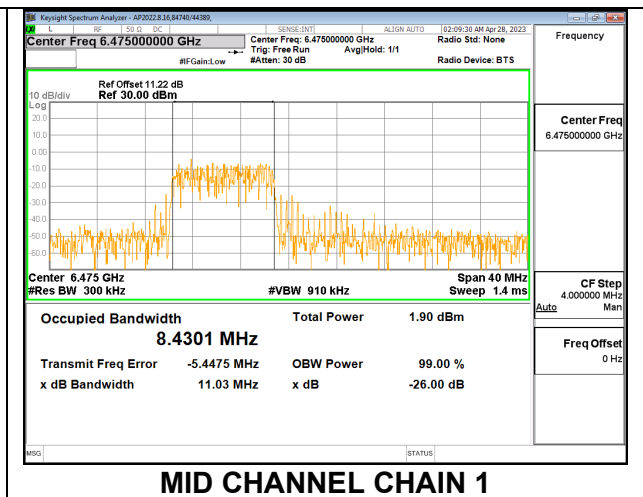 Keysight Spectrum Analyzer - AP2022.8.16,84740/44389,
LXI L RF 50 Ω DC SENSE:INT ALIGN AUTO 02:09:30 AM Apr 28, 2023
Center Freq 6.475000000 GHz Center Freq: 6.475000000 GHz Radio Std: None
Trig: Free Run Avg|Hold: 1/1
#IFGain:Low #Atten: 30 dB Radio Device: BTS
Ref Offset 11.22 dB
10 dB/div Ref 30.00 dBm
Log
20.0
10.0
0.00
-10.0
-20.0
-30.0
-40.0
-50.0
-60.0
Center 6.475 GHz Span 40 MHz
#Res BW 300 kHz #VBW 910 kHz Sweep 1.4 ms
Occupied Bandwidth Total Power 1.90 dBm
8.4301 MHz
Transmit Freq Error -5.4475 MHz OBW Power 99.00 %
x dB Bandwidth 11.03 MHz x dB -26.00 dB
MSG STATUS
Frequency
Center Freq
6.475000000 GHz
CF Step
4.000000 MHz
Auto Man
Freq Offset
0 Hz
MID CHANNEL CHAIN 1